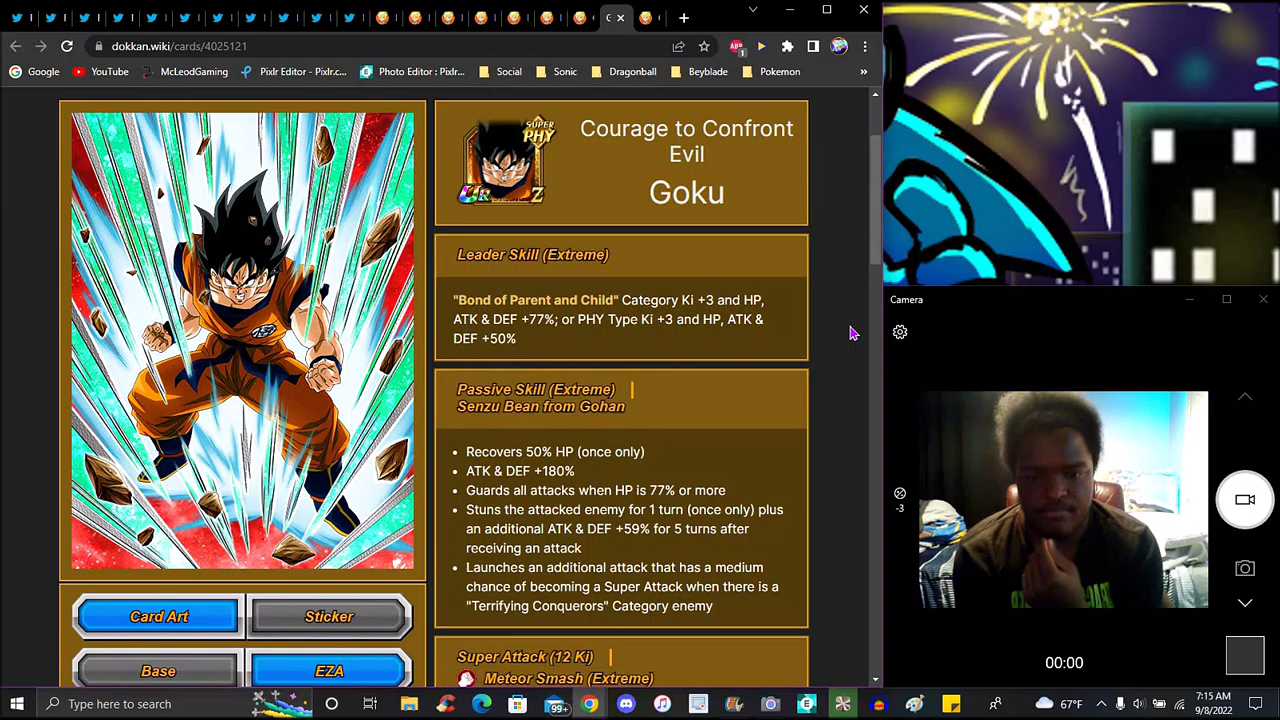 dokkan.wiki/cards/4025121
Google
YouTube
McLeodGaming
Pixlr Editor - Pixlr.c...
Photo Editor : Pixlr...
Social
Sonic
Dragonball
Beyblade
Pokemon
»
SUPER
PHY
UR
Z
Courage to Confront
Evil
Goku
Leader Skill (Extreme)
"Bond of Parent and Child" Category Ki +3 and HP,
ATK & DEF +77%; or PHY Type Ki +3 and HP, ATK &
DEF +50%
Passive Skill (Extreme)
Senzu Bean from Gohan
• Recovers 50% HP (once only)
• ATK & DEF +180%
• Guards all attacks when HP is 77% or more
• Stuns the attacked enemy for 1 turn (once only) plus
an additional ATK & DEF +59% for 5 turns after
receiving an attack
• Launches an additional attack that has a medium
chance of becoming a Super Attack when there is a
"Terrifying Conquerors" Category enemy
Super Attack (12 Ki)
Meteor Smash (Extreme)
Card Art
Sticker
Base
EZA
Camera
-3
00:00
Type here to search
99+
67°F
7:15 AM
9/8/2022